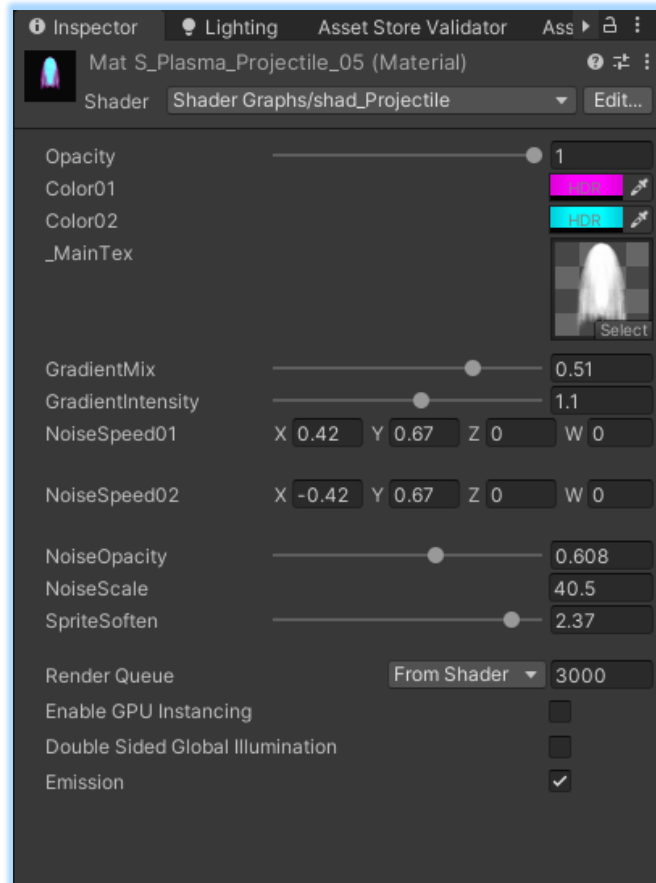 Inspector Lighting Asset Store Validator Ass
Mat S_Plasma_Projectile_05 (Material)
Shader Shader Graphs/shad_Projectile Edit...
Opacity 1
Color01 HDR
Color02 HDR
_MainTex
Select
GradientMix 0.51
GradientIntensity 1.1
NoiseSpeed01 X 0.42 Y 0.67 Z 0 W 0
NoiseSpeed02 X -0.42 Y 0.67 Z 0 W 0
NoiseOpacity 0.608
NoiseScale 40.5
SpriteSoften 2.37
Render Queue From Shader 3000
Enable GPU Instancing
Double Sided Global Illumination
Emission